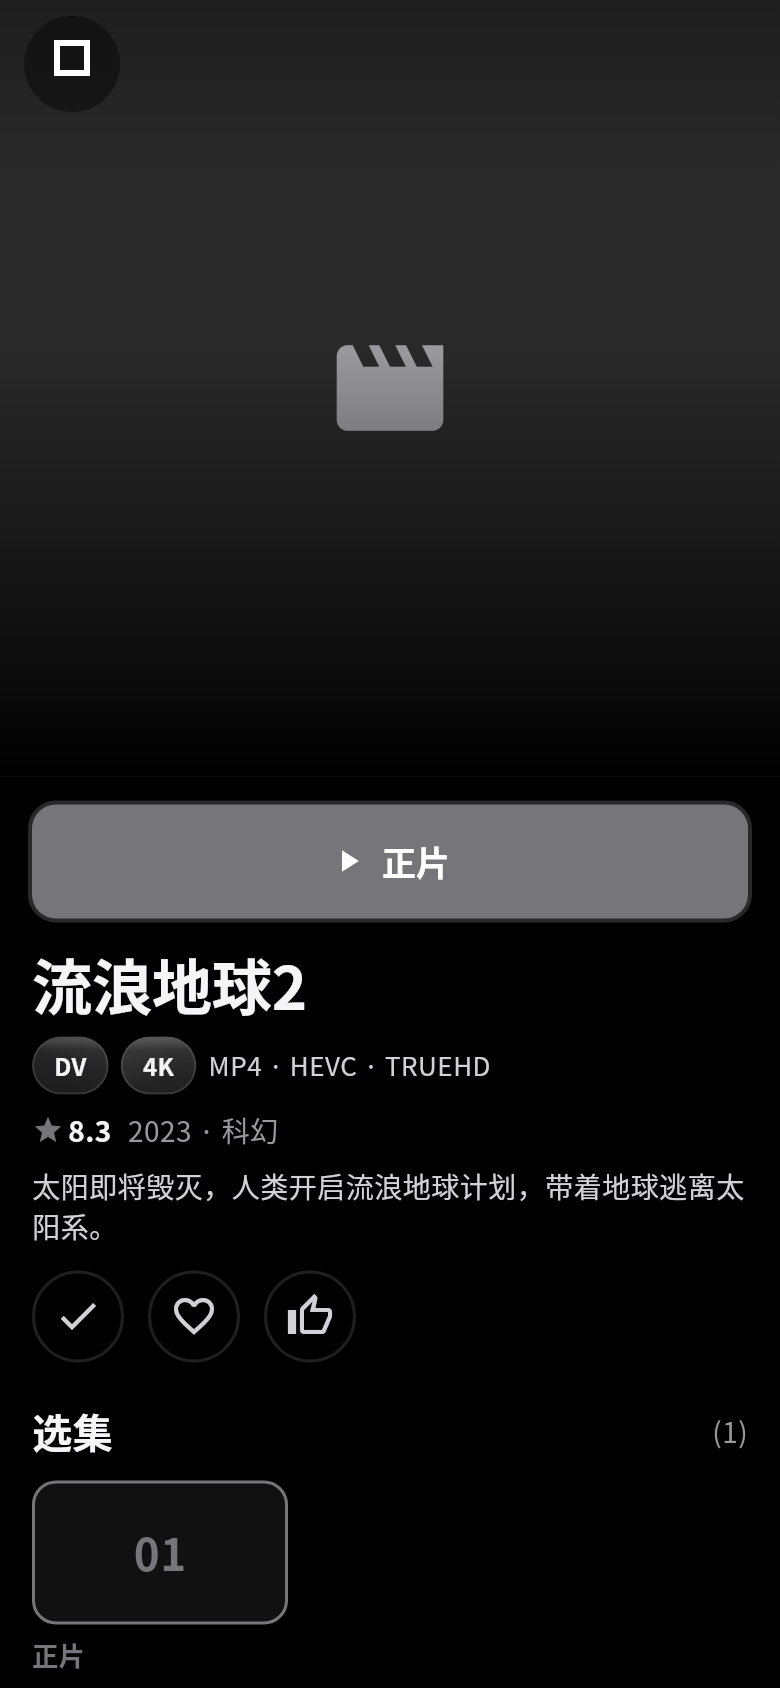 正片
流浪地球2
DV 4K MP4 · HEVC · TRUEHD
8.3 2023 · 科幻
太阳即将毁灭，人类开启流浪地球计划，带着地球逃离太
阳系。
选集 (1)
01
正片